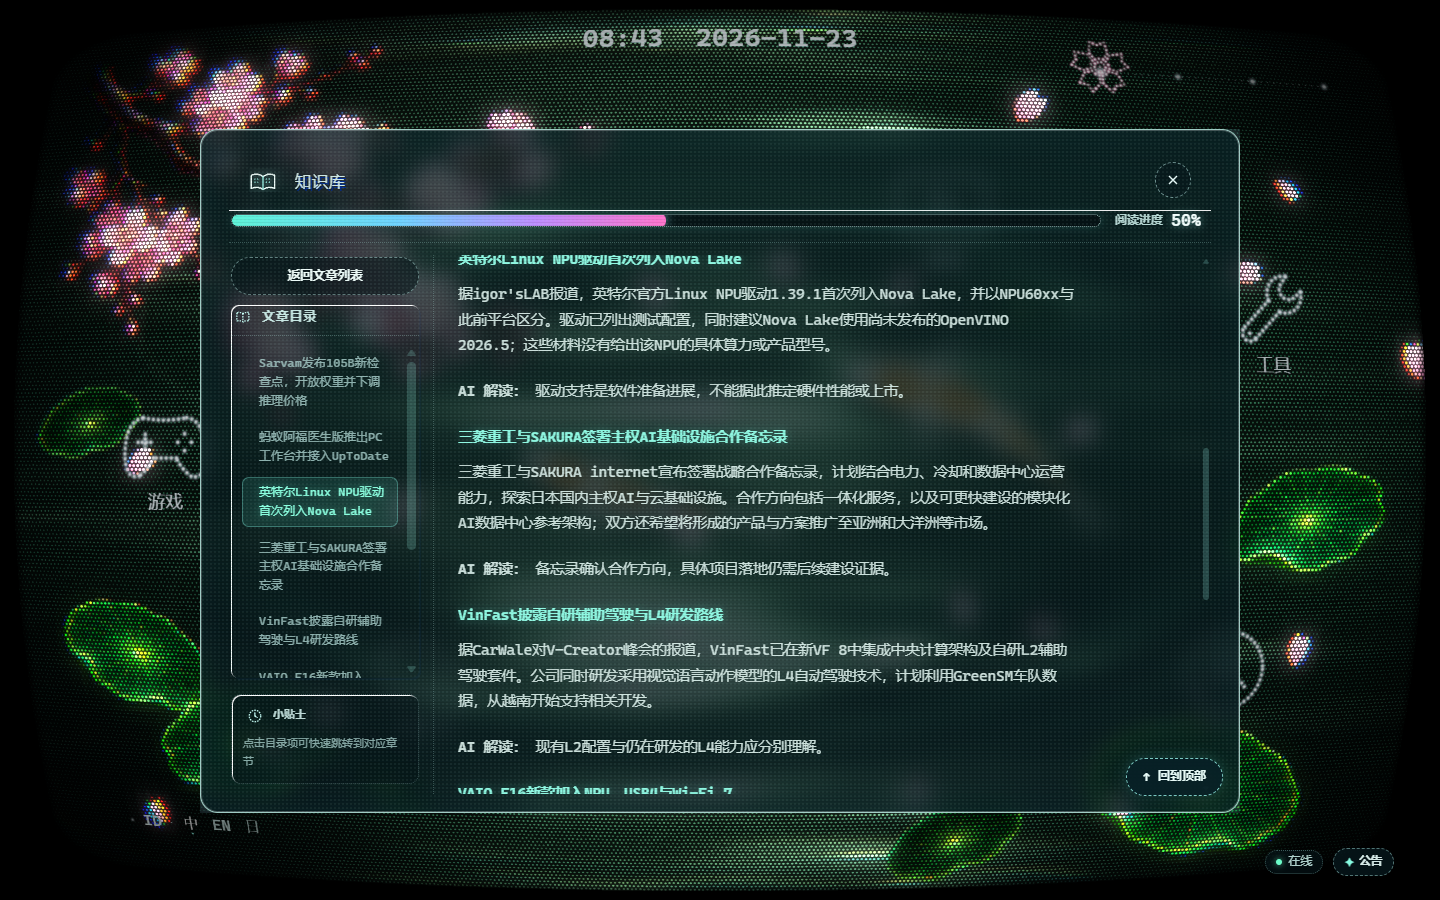 08:43 2026-11-23
知识库
×
阅读进度 50%
返回文章列表
文章目录
Sarvam发布105B新检
查点，开放权重并下调
推理价格
蚂蚁阿福医生版推出PC
工作台并接入UpToDate
英特尔Linux NPU驱动
首次列入Nova Lake
三菱重工与SAKURA签署
主权AI基础设施合作备
忘录
VinFast披露自研辅助
驾驶与L4研发路线
VAIO F16新款加入
小贴士
点击目录项可快速跳转到对应章
节
英特尔Linux NPU驱动首次列入Nova Lake
据igor'sLAB报道，英特尔官方Linux NPU驱动1.39.1首次列入Nova Lake，并以NPU60xx与
此前平台区分。驱动已列出测试配置，同时建议Nova Lake使用尚未发布的OpenVINO
2026.5；这些材料没有给出该NPU的具体算力或产品型号。
AI 解读： 驱动支持是软件准备进展，不能据此推定硬件性能或上市。
三菱重工与SAKURA签署主权AI基础设施合作备忘录
三菱重工与SAKURA internet宣布签署战略合作备忘录，计划结合电力、冷却和数据中心运营
能力，探索日本国内主权AI与云基础设施。合作方向包括一体化服务，以及可更快建设的模块化
AI数据中心参考架构；双方还希望将形成的产品与方案推广至亚洲和大洋洲等市场。
AI 解读： 备忘录确认合作方向，具体项目落地仍需后续建设证据。
VinFast披露自研辅助驾驶与L4研发路线
据CarWale对V-Creator峰会的报道，VinFast已在新VF 8中集成中央计算架构及自研L2辅助
驾驶套件。公司同时研发采用视觉语言动作模型的L4自动驾驶技术，计划利用GreenSM车队数
据，从越南开始支持相关开发。
AI 解读： 现有L2配置与仍在研发的L4能力应分别理解。
VAIO F16新款加入NPU、USB4与Wi-Fi 7
↑ 回到顶部
游戏
工具
ID 中 EN 日
在线
公告